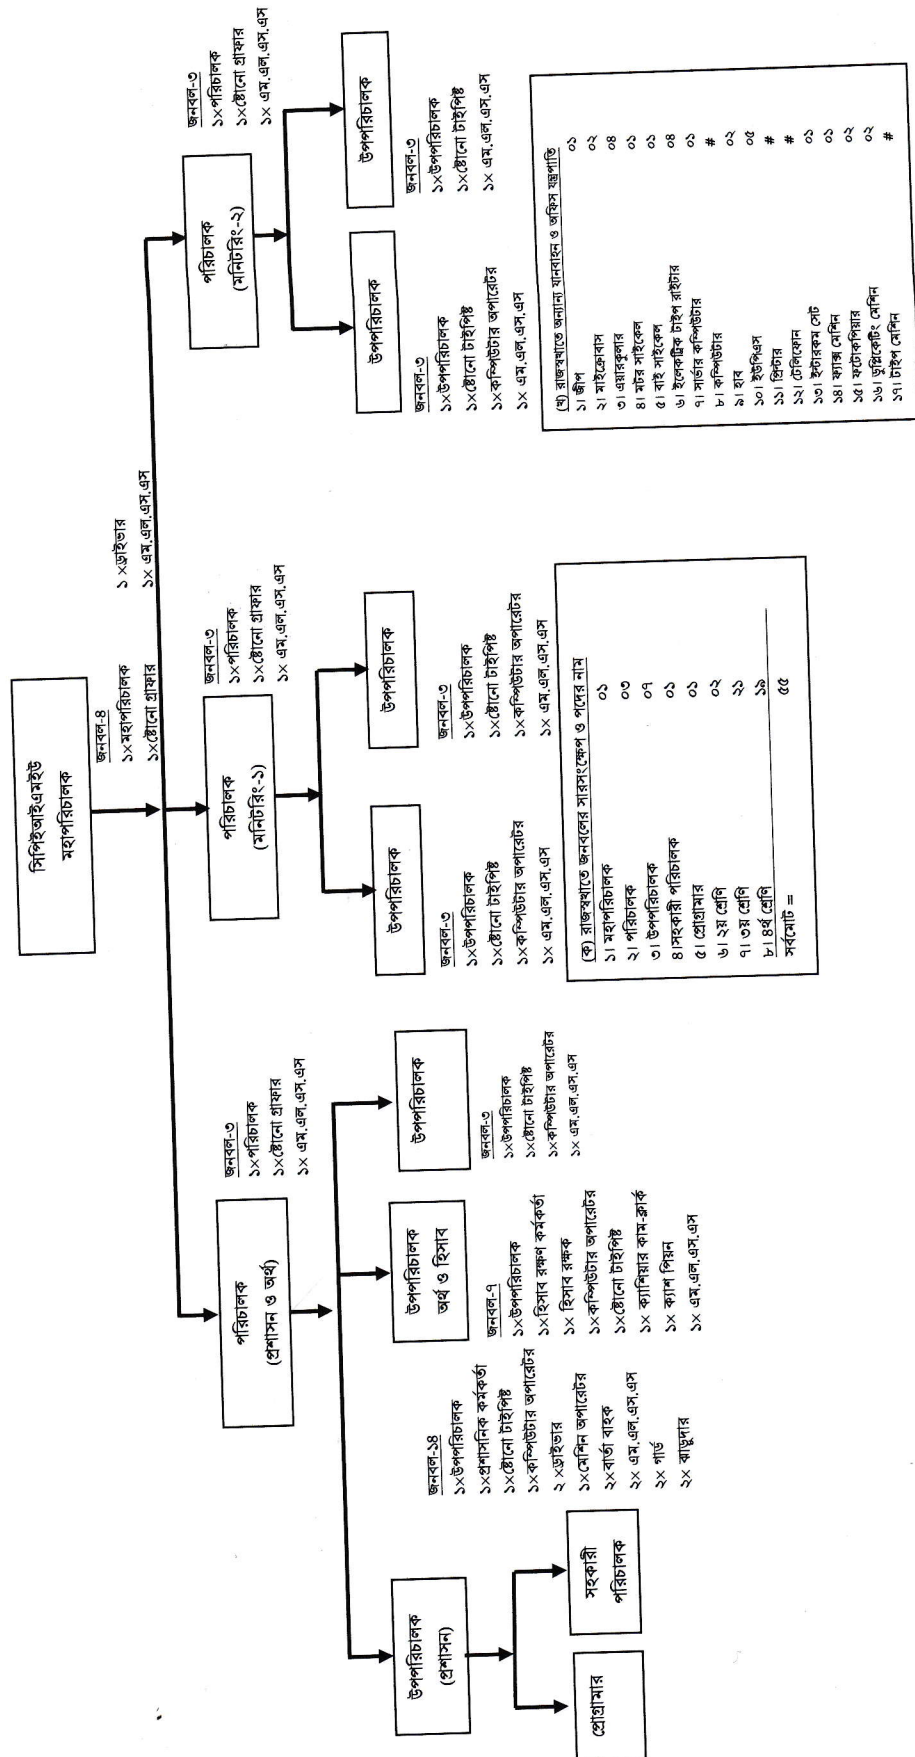 সিপিইআইএমইউ
মহাপরিচালক
জনবল-৪
১×মহাপরিচালক
১×ষ্টোনো গ্রাফার
১ ×ড্রাইভার
১× এম.এল.এস.এস
পরিচালক
(প্রশাসন ও অর্থ)
জনবল-৩
১×পরিচালক
১×ষ্টোনো গ্রাফার
১× এম.এল.এস.এস
পরিচালক
(মনিটরিং-১)
জনবল-৩
১×পরিচালক
১×ষ্টোনো গ্রাফার
১× এম.এল.এস.এস
পরিচালক
(মনিটরিং-২)
জনবল-৩
১×পরিচালক
১×ষ্টোনো গ্রাফার
১× এম.এল.এস.এস
উপপরিচালক
(প্রশাসন)
জনবল-১৪
১×উপপরিচালক
১×প্রশাসনিক কর্মকর্তা
১×ষ্টোনো টাইপিষ্ট
১×কম্পিউটার অপারেটর
২ ×ড্রাইভার
১×মেশিন অপারেটর
২×বার্তা বাহক
২× এম.এল.এস.এস
২× গার্ড
২× ঝাড়ুদার
উপপরিচালক
অর্থ ও হিসাব
জনবল-৭
১×উপপরিচালক
১×হিসাব রক্ষণ কর্মকর্তা
১× হিসাব রক্ষক
১×কম্পিউটার অপারেটর
১×ষ্টোনো টাইপিষ্ট
১× ক্যাশিয়ার কাম-ক্লার্ক
১× ক্যাশ পিয়ন
১× এম.এল.এস.এস
উপপরিচালক
জনবল-৩
১×উপপরিচালক
১×ষ্টোনো টাইপিষ্ট
১×কম্পিউটার অপারেটর
১× এম.এল.এস.এস
উপপরিচালক
জনবল-৩
১×উপপরিচালক
১×ষ্টোনো টাইপিষ্ট
১×কম্পিউটার অপারেটর
১× এম.এল.এস.এস
উপপরিচালক
জনবল-৩
১×উপপরিচালক
১×ষ্টোনো টাইপিষ্ট
১×কম্পিউটার অপারেটর
১× এম.এল.এস.এস
উপপরিচালক
জনবল-৩
১×উপপরিচালক
১×ষ্টোনো টাইপিষ্ট
১×কম্পিউটার অপারেটর
১× এম.এল.এস.এস
উপপরিচালক
জনবল-৩
১×উপপরিচালক
১×ষ্টোনো টাইপিষ্ট
১× এম.এল.এস.এস
প্রোগ্রামার
সহকারী
পরিচালক
(ক) রাজস্বখাতে জনবলের সারসংক্ষেপ ও পদের নাম
১। মহাপরিচালক ০১
২। পরিচালক ০৩
৩। উপপরিচালক ০৭
৪।সহকারী পরিচালক ০১
৫। প্রোগ্রামার ০১
৬। ২য় শ্রেণি ০২
৭। ৩য় শ্রেণি ২১
৮। ৪র্থ শ্রেণি ১৯
সর্বমোট = ৫৫
(খ) রাজস্বখাতে অন্যান্য যানবাহন ও অফিস যন্ত্রপাতি
১। জীপ ০১
২। মাইক্রোবাস ০২
৩। এয়ারকুলার ০৪
৪। মটর সাইকেল ০১
৫। বাই সাইকেল ০১
৬। ইলেকট্রিক টাইপ রাইটার ০৪
৭। সার্ভার কম্পিউটার ০১
৮। কম্পিউটার #
৯। হাব ০২
১০। ইউপিএস ০৫
১১। প্রিন্টার #
১২। টেলিফোন #
১৩। ইন্টারকম সেট ০১
১৪। ফ্যাক্স মেশিন ০১
১৫। ফটোকপিয়ার ০২
১৬। ডুপ্লিকেটিং মেশিন ০২
১৭। টাইপ মেশিন #